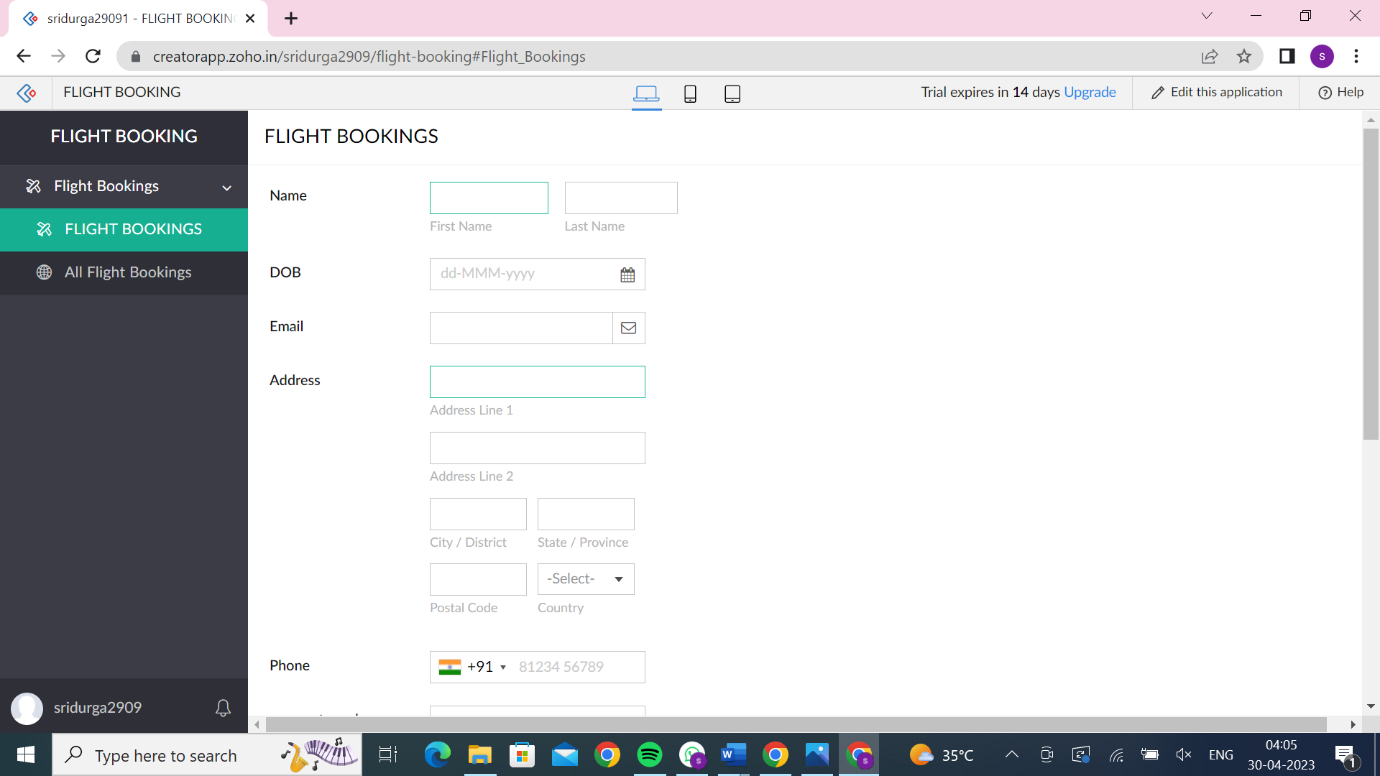 sridurga29091 - FLIGHT BOOKIN
creatorapp.zoho.in/sridurga2909/flight-booking#Flight_Bookings
s
FLIGHT BOOKING
Trial expires in 14 days Upgrade
Edit this application
Help
FLIGHT BOOKING
Flight Bookings
FLIGHT BOOKINGS
All Flight Bookings
sridurga2909
FLIGHT BOOKINGS
Name
First Name
Last Name
DOB
dd-MMM-yyyy
Email
Address
Address Line 1
Address Line 2
City / District
State / Province
-Select-
Postal Code
Country
Phone
+91
81234 56789
Type here to search
35°C
ENG
04:05
30-04-2023
1